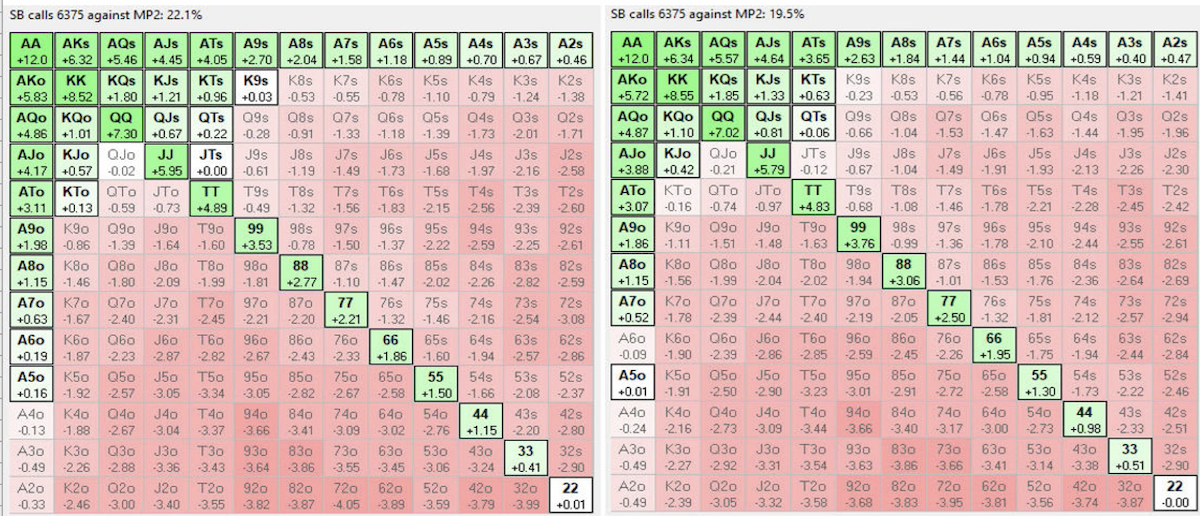 SB calls 6375 against MP2: 22.1%
AA AKs AQs AJs ATs A9s A8s A7s A6s A5s A4s A3s A2s
+12.0 +6.32 +5.46 +4.45 +4.05 +2.70 +2.04 +1.58 +1.18 +0.89 +0.70 +0.67 +0.46
AKo KK KQs KJs KTs K9s K8s K7s K6s K5s K4s K3s K2s
+5.83 +8.52 +1.80 +1.21 +0.96 +0.03 -0.53 -0.55 -0.78 -1.10 -0.79 -1.24 -1.38
AQo KQo QQ QJs QTs Q9s Q8s Q7s Q6s Q5s Q4s Q3s Q2s
+4.86 +1.01 +7.30 +0.67 +0.22 -0.28 -0.91 -1.33 -1.18 -1.39 -1.73 -2.01 -1.71
AJo KJo QJo JJ JTs J9s J8s J7s J6s J5s J4s J3s J2s
+4.17 +0.57 -0.02 +5.95 +0.00 -0.61 -1.19 -1.49 -1.73 -1.68 -1.97 -2.16 -2.58
ATo KTo QTo JTo TT T9s T8s T7s T6s T5s T4s T3s T2s
+3.11 +0.13 -0.59 -0.73 +4.89 -0.49 -1.32 -1.56 -1.83 -2.15 -2.56 -2.39 -2.60
A9o K9o Q9o J9o T9o 99 98s 97s 96s 95s 94s 93s 92s
+1.98 -0.86 -1.39 -1.64 -1.60 +3.53 -0.78 -1.50 -1.37 -2.22 -2.59 -2.25 -2.61
A8o K8o Q8o J8o T8o 98o 88 87s 86s 85s 84s 83s 82s
+1.15 -1.46 -1.80 -2.09 -1.99 -1.81 +2.77 -1.10 -1.47 -2.02 -2.26 -2.82 -2.59
A7o K7o Q7o J7o T7o 97o 87o 77 76s 75s 74s 73s 72s
+0.63 -1.67 -2.40 -2.31 -2.45 -2.21 -2.20 +2.21 -1.32 -1.46 -2.16 -2.54 -3.08
A6o K6o Q6o J6o T6o 96o 86o 76o 66 65s 64s 63s 62s
+0.19 -1.87 -2.23 -2.87 -2.82 -2.67 -2.43 -2.33 +1.86 -1.60 -1.94 -2.57 -2.86
A5o K5o Q5o J5o T5o 95o 85o 75o 65o 55 54s 53s 52s
+0.16 -1.92 -2.57 -3.05 -3.34 -3.05 -2.82 -2.67 -2.58 +1.50 -1.66 -2.08 -2.37
A4o K4o Q4o J4o T4o 94o 84o 74o 64o 54o 44 43s 42s
-0.13 -1.88 -2.67 -3.04 -3.37 -3.66 -3.41 -3.09 -3.02 -2.76 +1.15 -2.20 -2.80
A3o K3o Q3o J3o T3o 93o 83o 73o 63o 53o 43o 33 32s
-0.49 -2.26 -2.88 -3.36 -3.43 -3.64 -3.86 -3.55 -3.45 -3.06 -3.24 +0.41 -2.90
A2o K2o Q2o J2o T2o 92o 82o 72o 62o 52o 42o 32o 22
-0.33 -2.46 -3.00 -3.40 -3.55 -3.82 -3.87 -4.05 -3.89 -3.59 -3.79 -3.99 +0.01
SB calls 6375 against MP2: 19.5%
AA AKs AQs AJs ATs A9s A8s A7s A6s A5s A4s A3s A2s
+12.0 +6.34 +5.57 +4.64 +3.65 +2.63 +1.84 +1.44 +1.04 +0.94 +0.59 +0.40 +0.47
AKo KK KQs KJs KTs K9s K8s K7s K6s K5s K4s K3s K2s
+5.72 +8.55 +1.85 +1.33 +0.63 -0.23 -0.53 -0.56 -0.78 -0.95 -1.18 -1.21 -1.41
AQo KQo QQ QJs QTs Q9s Q8s Q7s Q6s Q5s Q4s Q3s Q2s
+4.87 +1.10 +7.02 +0.81 +0.06 -0.66 -1.04 -1.53 -1.47 -1.63 -1.44 -1.95 -1.96
AJo KJo QJo JJ JTs J9s J8s J7s J6s J5s J4s J3s J2s
+3.88 +0.42 -0.21 +5.79 -0.12 -0.67 -1.04 -1.49 -1.91 -1.93 -2.13 -2.26 -2.30
ATo KTo QTo JTo TT T9s T8s T7s T6s T5s T4s T3s T2s
+3.07 -0.16 -0.74 -0.97 +4.83 -0.68 -1.08 -1.46 -1.78 -2.21 -2.28 -2.45 -2.42
A9o K9o Q9o J9o T9o 99 98s 97s 96s 95s 94s 93s 92s
+1.86 -1.11 -1.51 -1.48 -1.63 +3.76 -0.99 -1.36 -1.78 -2.10 -2.44 -2.55 -2.61
A8o K8o Q8o J8o T8o 98o 88 87s 86s 85s 84s 83s 82s
+1.15 -1.56 -1.99 -2.04 -2.02 -1.94 +3.06 -1.01 -1.53 -1.76 -2.36 -2.64 -2.69
A7o K7o Q7o J7o T7o 97o 87o 77 76s 75s 74s 73s 72s
+0.52 -1.78 -2.39 -2.44 -2.40 -2.19 -2.05 +2.50 -1.32 -1.81 -2.12 -2.57 -2.94
A6o K6o Q6o J6o T6o 96o 86o 76o 66 65s 64s 63s 62s
-0.09 -1.90 -2.39 -2.86 -2.85 -2.59 -2.45 -2.26 +1.95 -1.75 -1.94 -2.44 -2.84
A5o K5o Q5o J5o T5o 95o 85o 75o 65o 55 54s 53s 52s
+0.01 -1.91 -2.50 -2.90 -3.23 -3.01 -2.91 -2.72 -2.58 +1.30 -1.73 -2.22 -2.46
A4o K4o Q4o J4o T4o 94o 84o 74o 64o 54o 44 43s 42s
-0.24 -2.16 -2.73 -3.09 -3.44 -3.66 -3.40 -3.17 -3.00 -2.73 +0.98 -2.33 -2.51
A3o K3o Q3o J3o T3o 93o 83o 73o 63o 53o 43o 33 32s
-0.49 -2.27 -2.92 -3.31 -3.54 -3.63 -3.86 -3.66 -3.41 -3.14 -3.38 +0.51 -2.90
A2o K2o Q2o J2o T2o 92o 82o 72o 62o 52o 42o 32o 22
-0.49 -2.39 -3.05 -3.32 -3.58 -3.68 -3.83 -3.95 -3.81 -3.56 -3.74 -3.87 -0.00